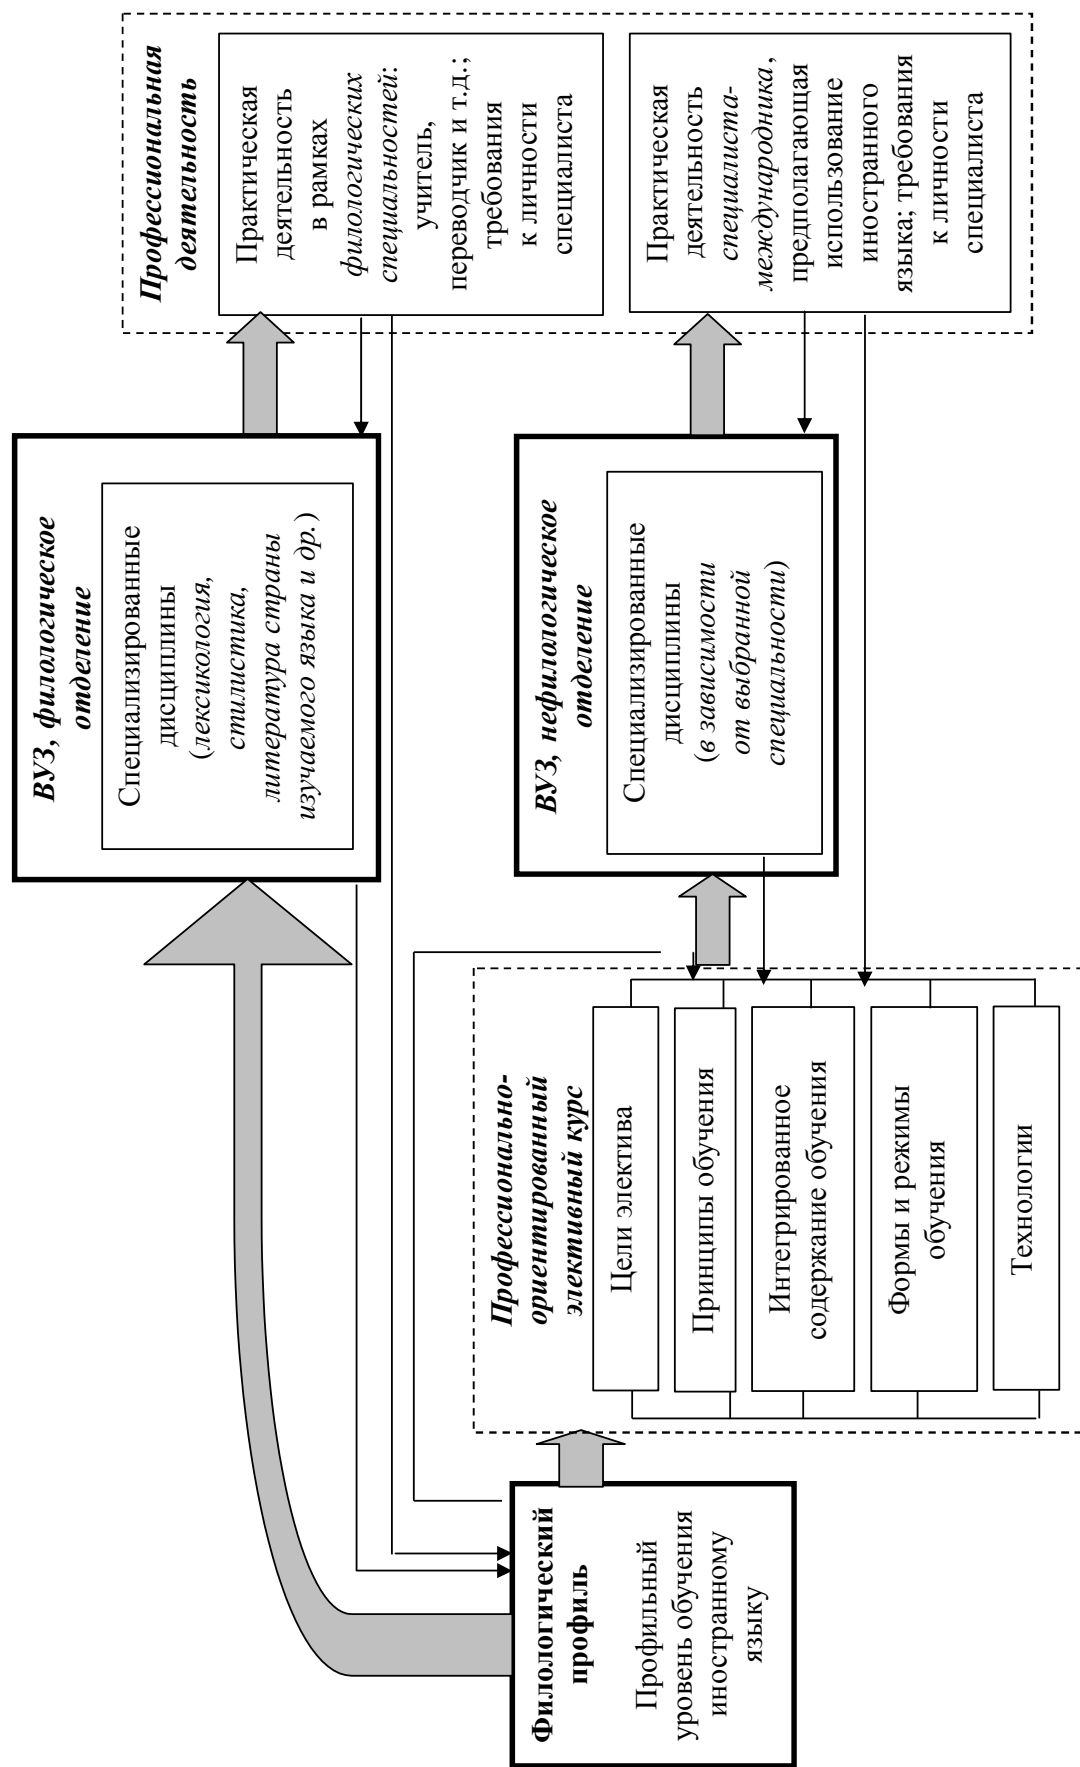 Филологический
профиль
Профильный
уровень обучения
иностранному
языку
Профессионально-
ориентированный
элективный курс
Цели электива
Принципы обучения
Интегрированное
содержание обучения
Формы и режимы
обучения
Технологии
ВУЗ, филологическое
отделение
Специализированные
дисциплины
(лексикология,
стилистика,
литература страны
изучаемого языка и др.)
ВУЗ, нефилологическое
отделение
Специализированные
дисциплины
(в зависимости
от выбранной
специальности)
Профессиональная
деятельность
Практическая
деятельность
в рамках
филологических
специальностей:
учитель,
переводчик и т.д.;
требования
к личности
специалиста
Практическая
деятельность
специалиста-
международника,
предполагающая
использование
иностранного
языка; требования
к личности
специалиста